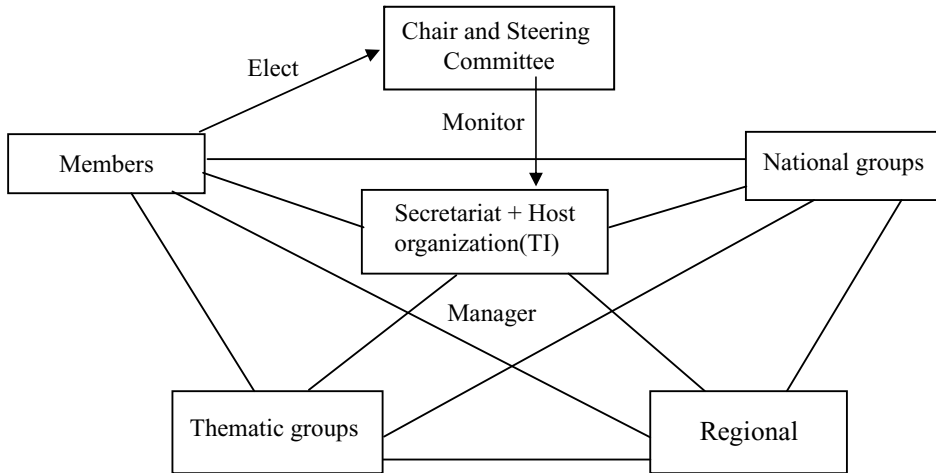 Chair and Steering
Committee
Elect
Monitor
Members
National groups
Secretariat + Host
organization(TI)
Manager
Thematic groups
Regional